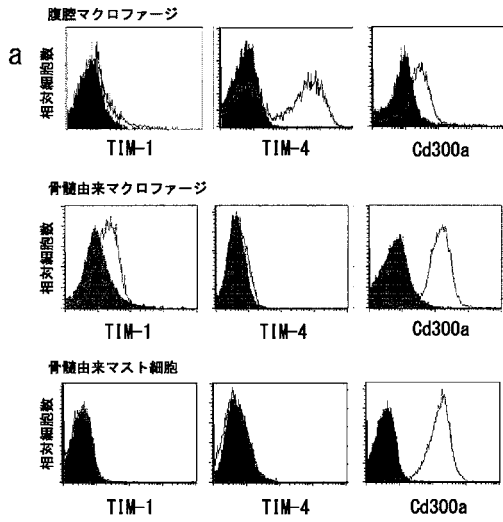 腹腔マクロファージ
a
相対細胞数
TIM-1 TIM-4 Cd300a
骨髄由来マクロファージ
相対細胞数
TIM-1 TIM-4 Cd300a
骨髄由来マスト細胞
相対細胞数
TIM-1 TIM-4 Cd300a